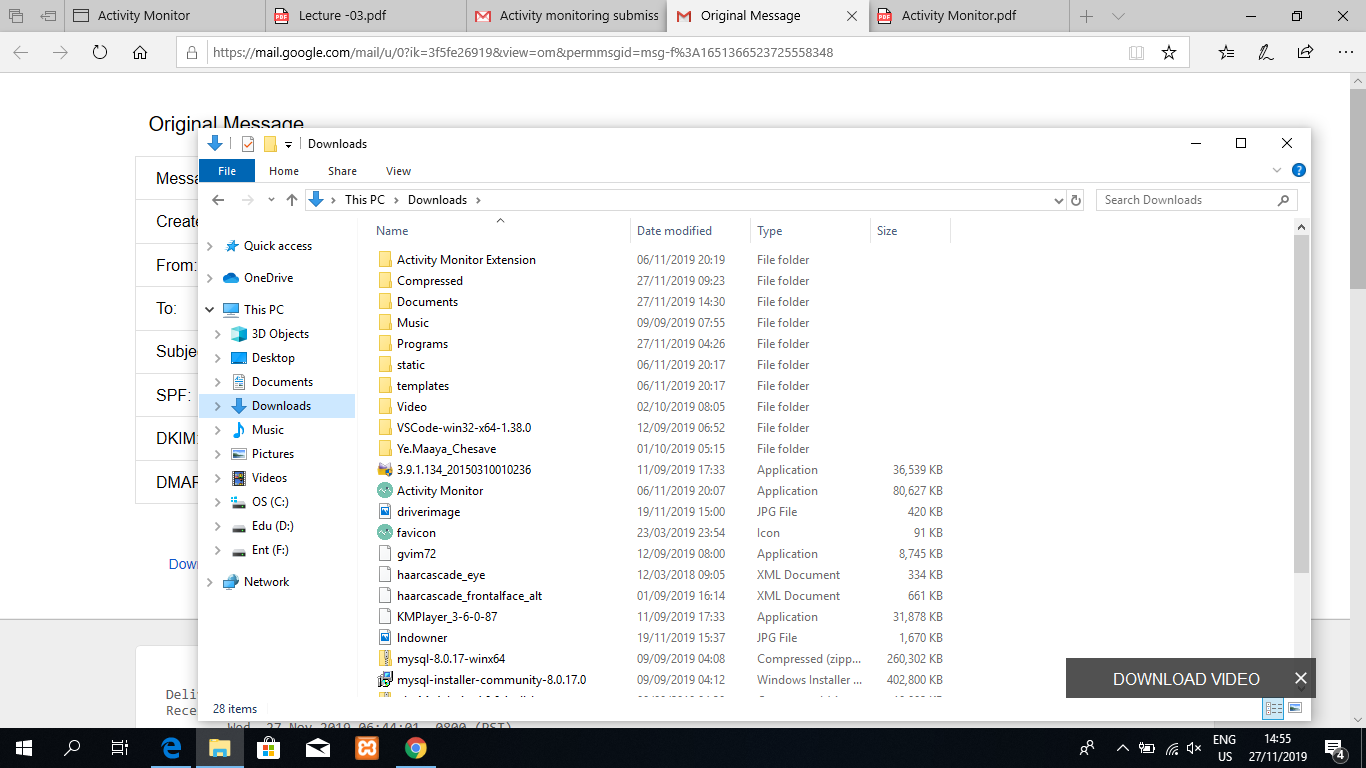 Activity Monitor
Lecture -03.pdf
Activity monitoring submiss
Original Message
Activity Monitor.pdf
https://mail.google.com/mail/u/0?ik=3f5fe26919&view=om&permmsgid=msg-f%3A1651366523725558348
Original Message
Downloads
File Home Share View
This PC Downloads
Search Downloads
Name Date modified Type Size
Quick access
OneDrive
This PC
3D Objects
Desktop
Documents
Downloads
Music
Pictures
Videos
OS (C:)
Edu (D:)
Ent (F:)
Network
Activity Monitor Extension 06/11/2019 20:19 File folder
Compressed 27/11/2019 09:23 File folder
Documents 27/11/2019 14:30 File folder
Music 09/09/2019 07:55 File folder
Programs 27/11/2019 04:26 File folder
static 06/11/2019 20:17 File folder
templates 06/11/2019 20:17 File folder
Video 02/10/2019 08:05 File folder
VSCode-win32-x64-1.38.0 12/09/2019 06:52 File folder
Ye.Maaya_Chesave 01/10/2019 05:15 File folder
3.9.1.134_20150310010236 11/09/2019 17:33 Application 36,539 KB
Activity Monitor 06/11/2019 20:07 Application 80,627 KB
driverimage 19/11/2019 15:00 JPG File 420 KB
favicon 23/03/2019 23:54 Icon 91 KB
gvim72 12/09/2019 08:00 Application 8,745 KB
haarcascade_eye 12/03/2018 09:05 XML Document 334 KB
haarcascade_frontalface_alt 01/09/2019 16:14 XML Document 661 KB
KMPlayer_3-6-0-87 11/09/2019 17:33 Application 31,878 KB
lndowner 19/11/2019 15:37 JPG File 1,670 KB
mysql-8.0.17-winx64 09/09/2019 04:08 Compressed (zipp... 260,302 KB
mysql-installer-community-8.0.17.0 09/09/2019 04:12 Windows Installer ... 402,800 KB
28 items
Messa
Create
From:
To:
Subje
SPF:
DKIM:
DMAR
Down
Deliv
Rece
Wed, 27 Nov 2019 06:44:01 -0800 (PST)
DOWNLOAD VIDEO
ENG
US
14:55
27/11/2019
4